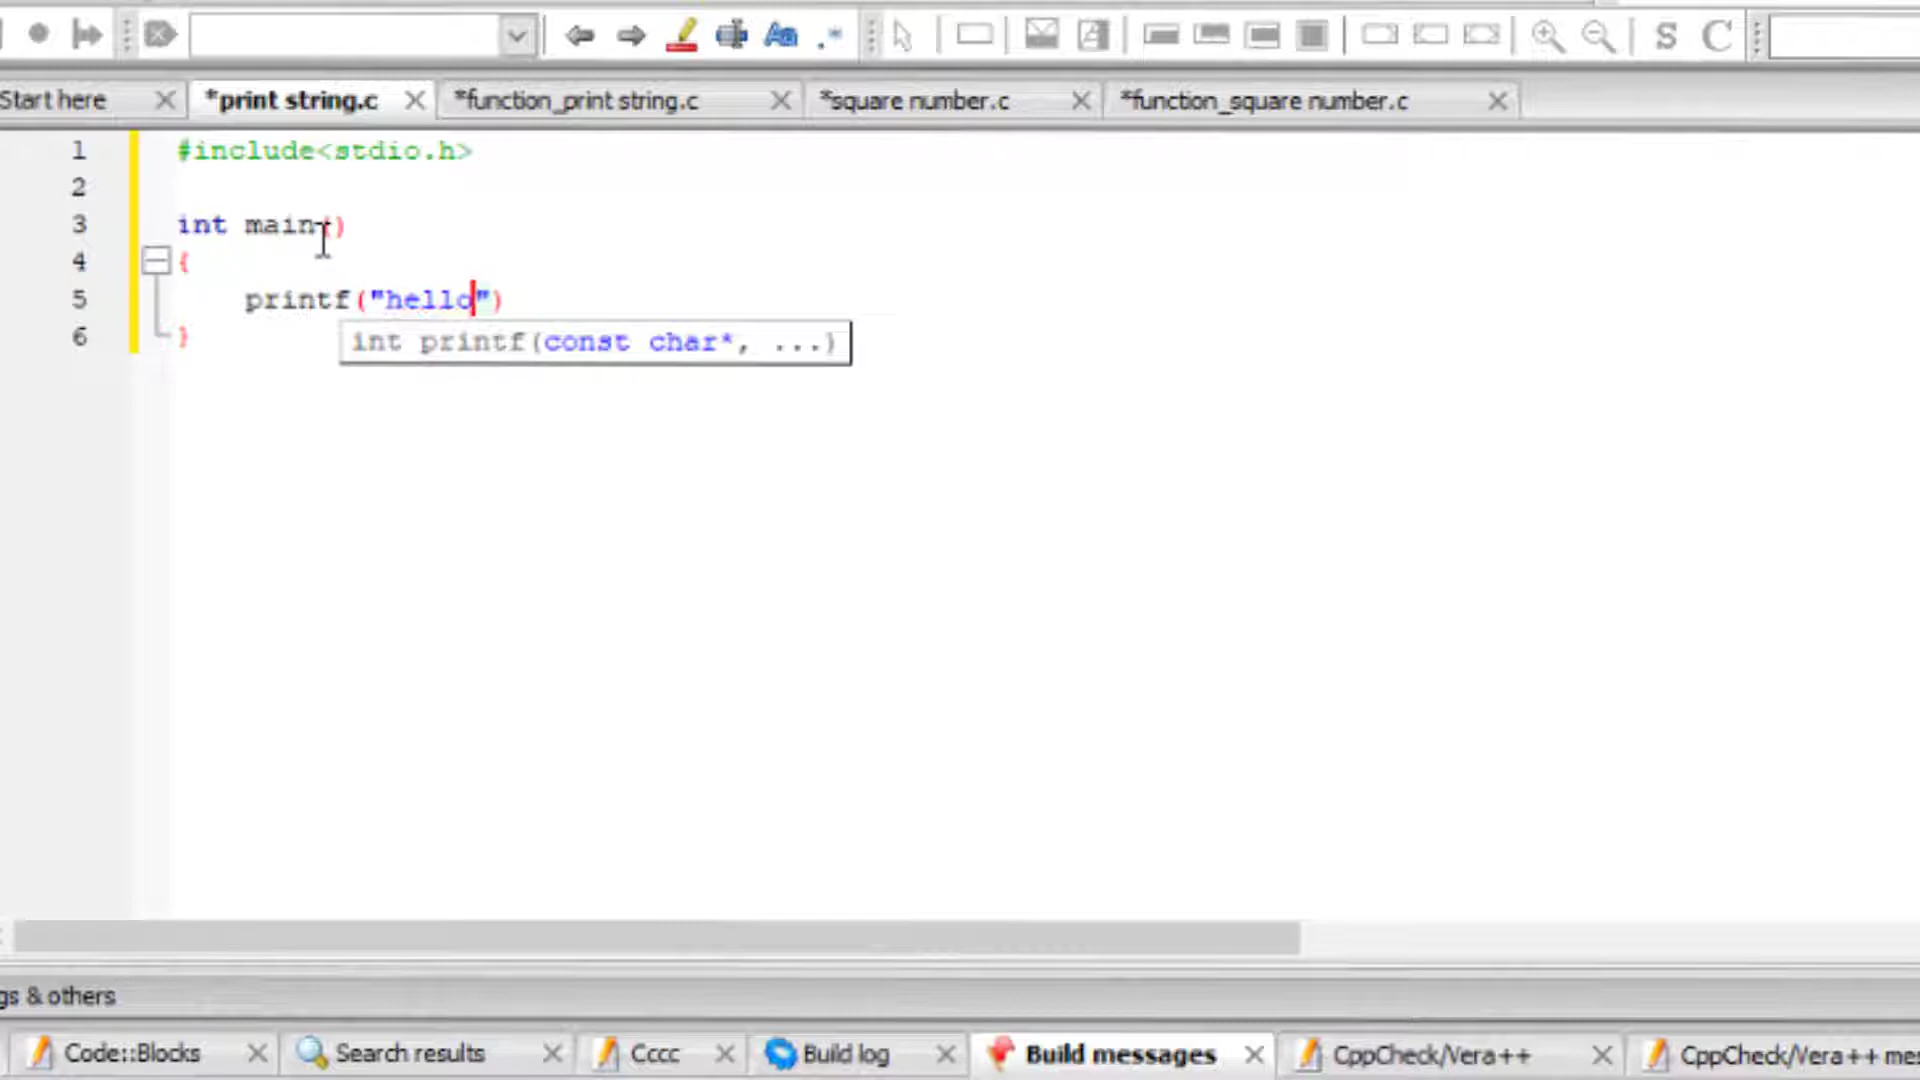 Start here *print string.c *function_print string.c *square number.c *function_square number.c
1 #include<stdio.h>
2
3 int main()
4 {
5 printf("hello")
int printf(const char*, ...)
6 }
gs & others
Code::Blocks Search results Cccc Build log Build messages CppCheck/Vera++ CppCheck/Vera++ mes